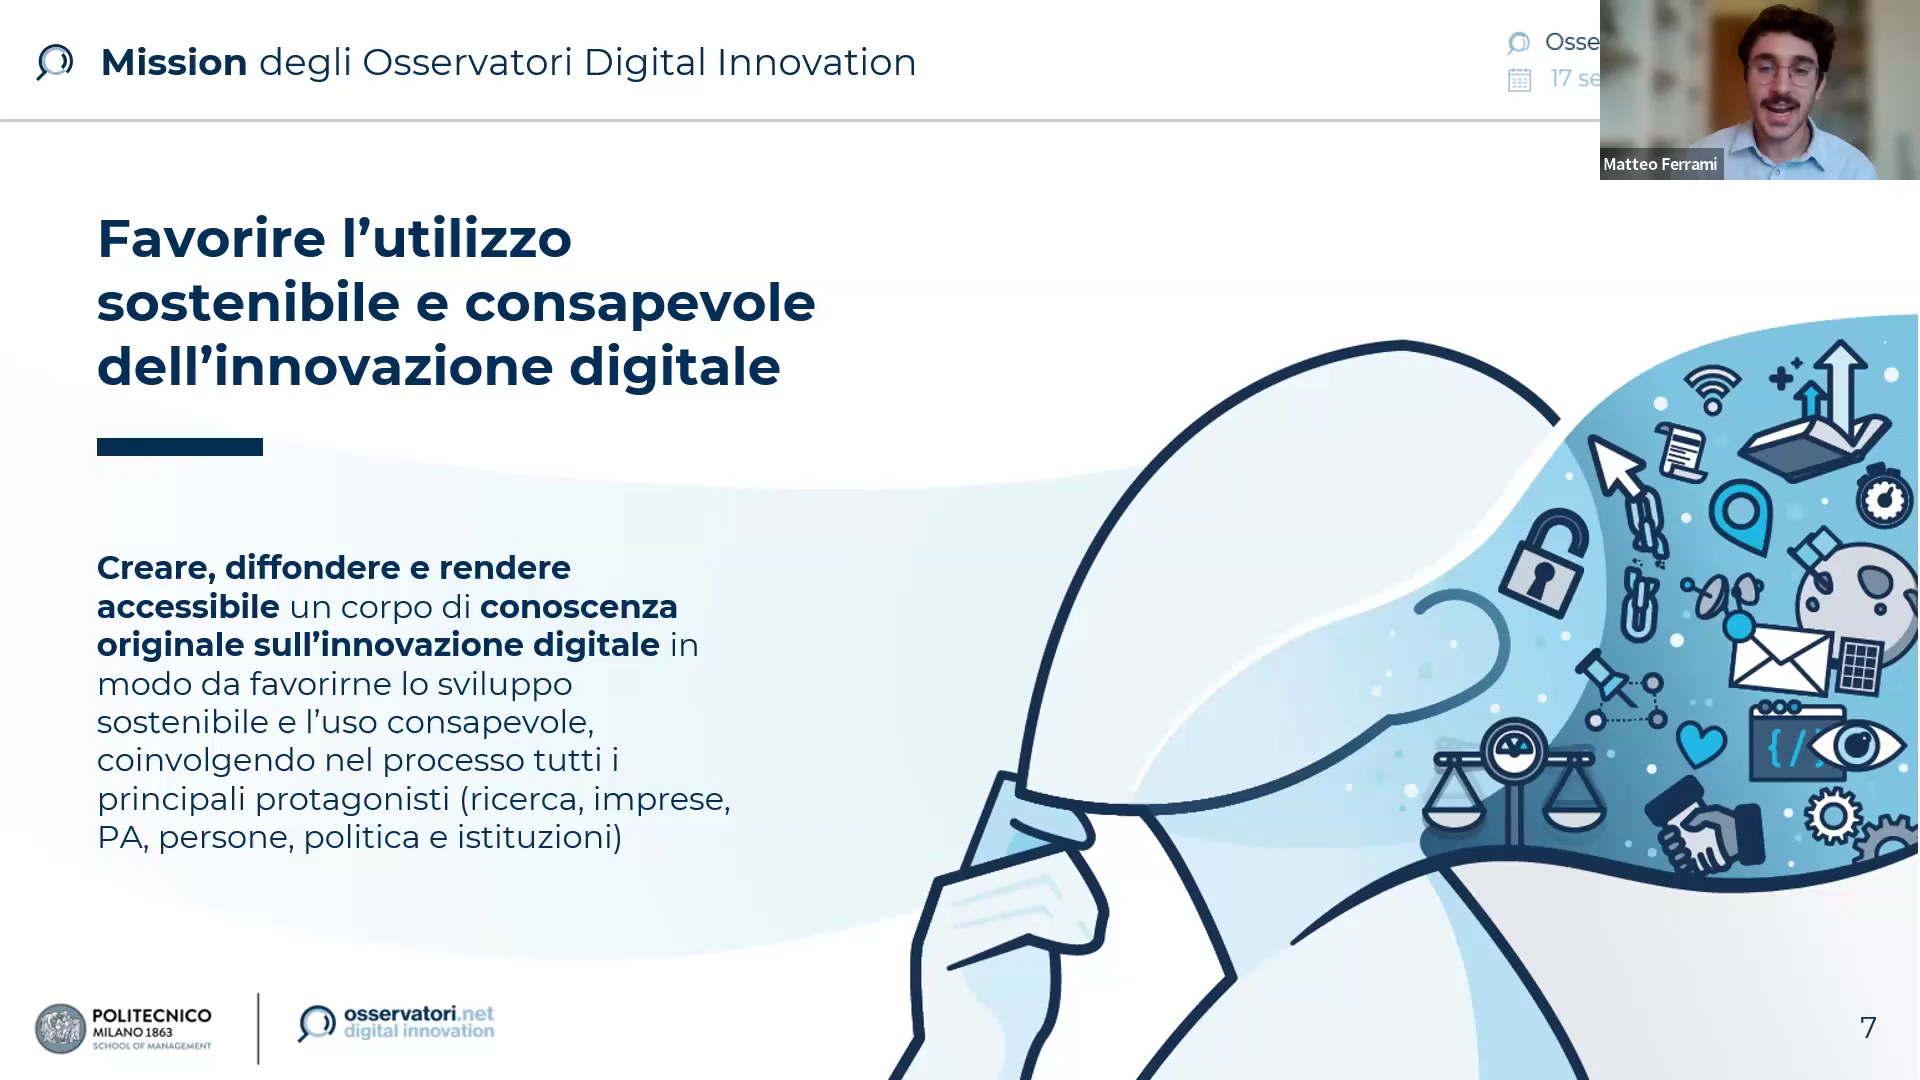 Mission degli Osservatori Digital Innovation
Osse
17 se
Matteo Ferrami
Favorire l’utilizzo
sostenibile e consapevole
dell’innovazione digitale
Creare, diffondere e rendere
accessibile un corpo di conoscenza
originale sull’innovazione digitale in
modo da favorirne lo sviluppo
sostenibile e l’uso consapevole,
coinvolgendo nel processo tutti i
principali protagonisti (ricerca, imprese,
PA, persone, politica e istituzioni)
{/}
POLITECNICO
MILANO 1863
SCHOOL OF MANAGEMENT
osservatori.net
digital innovation
7